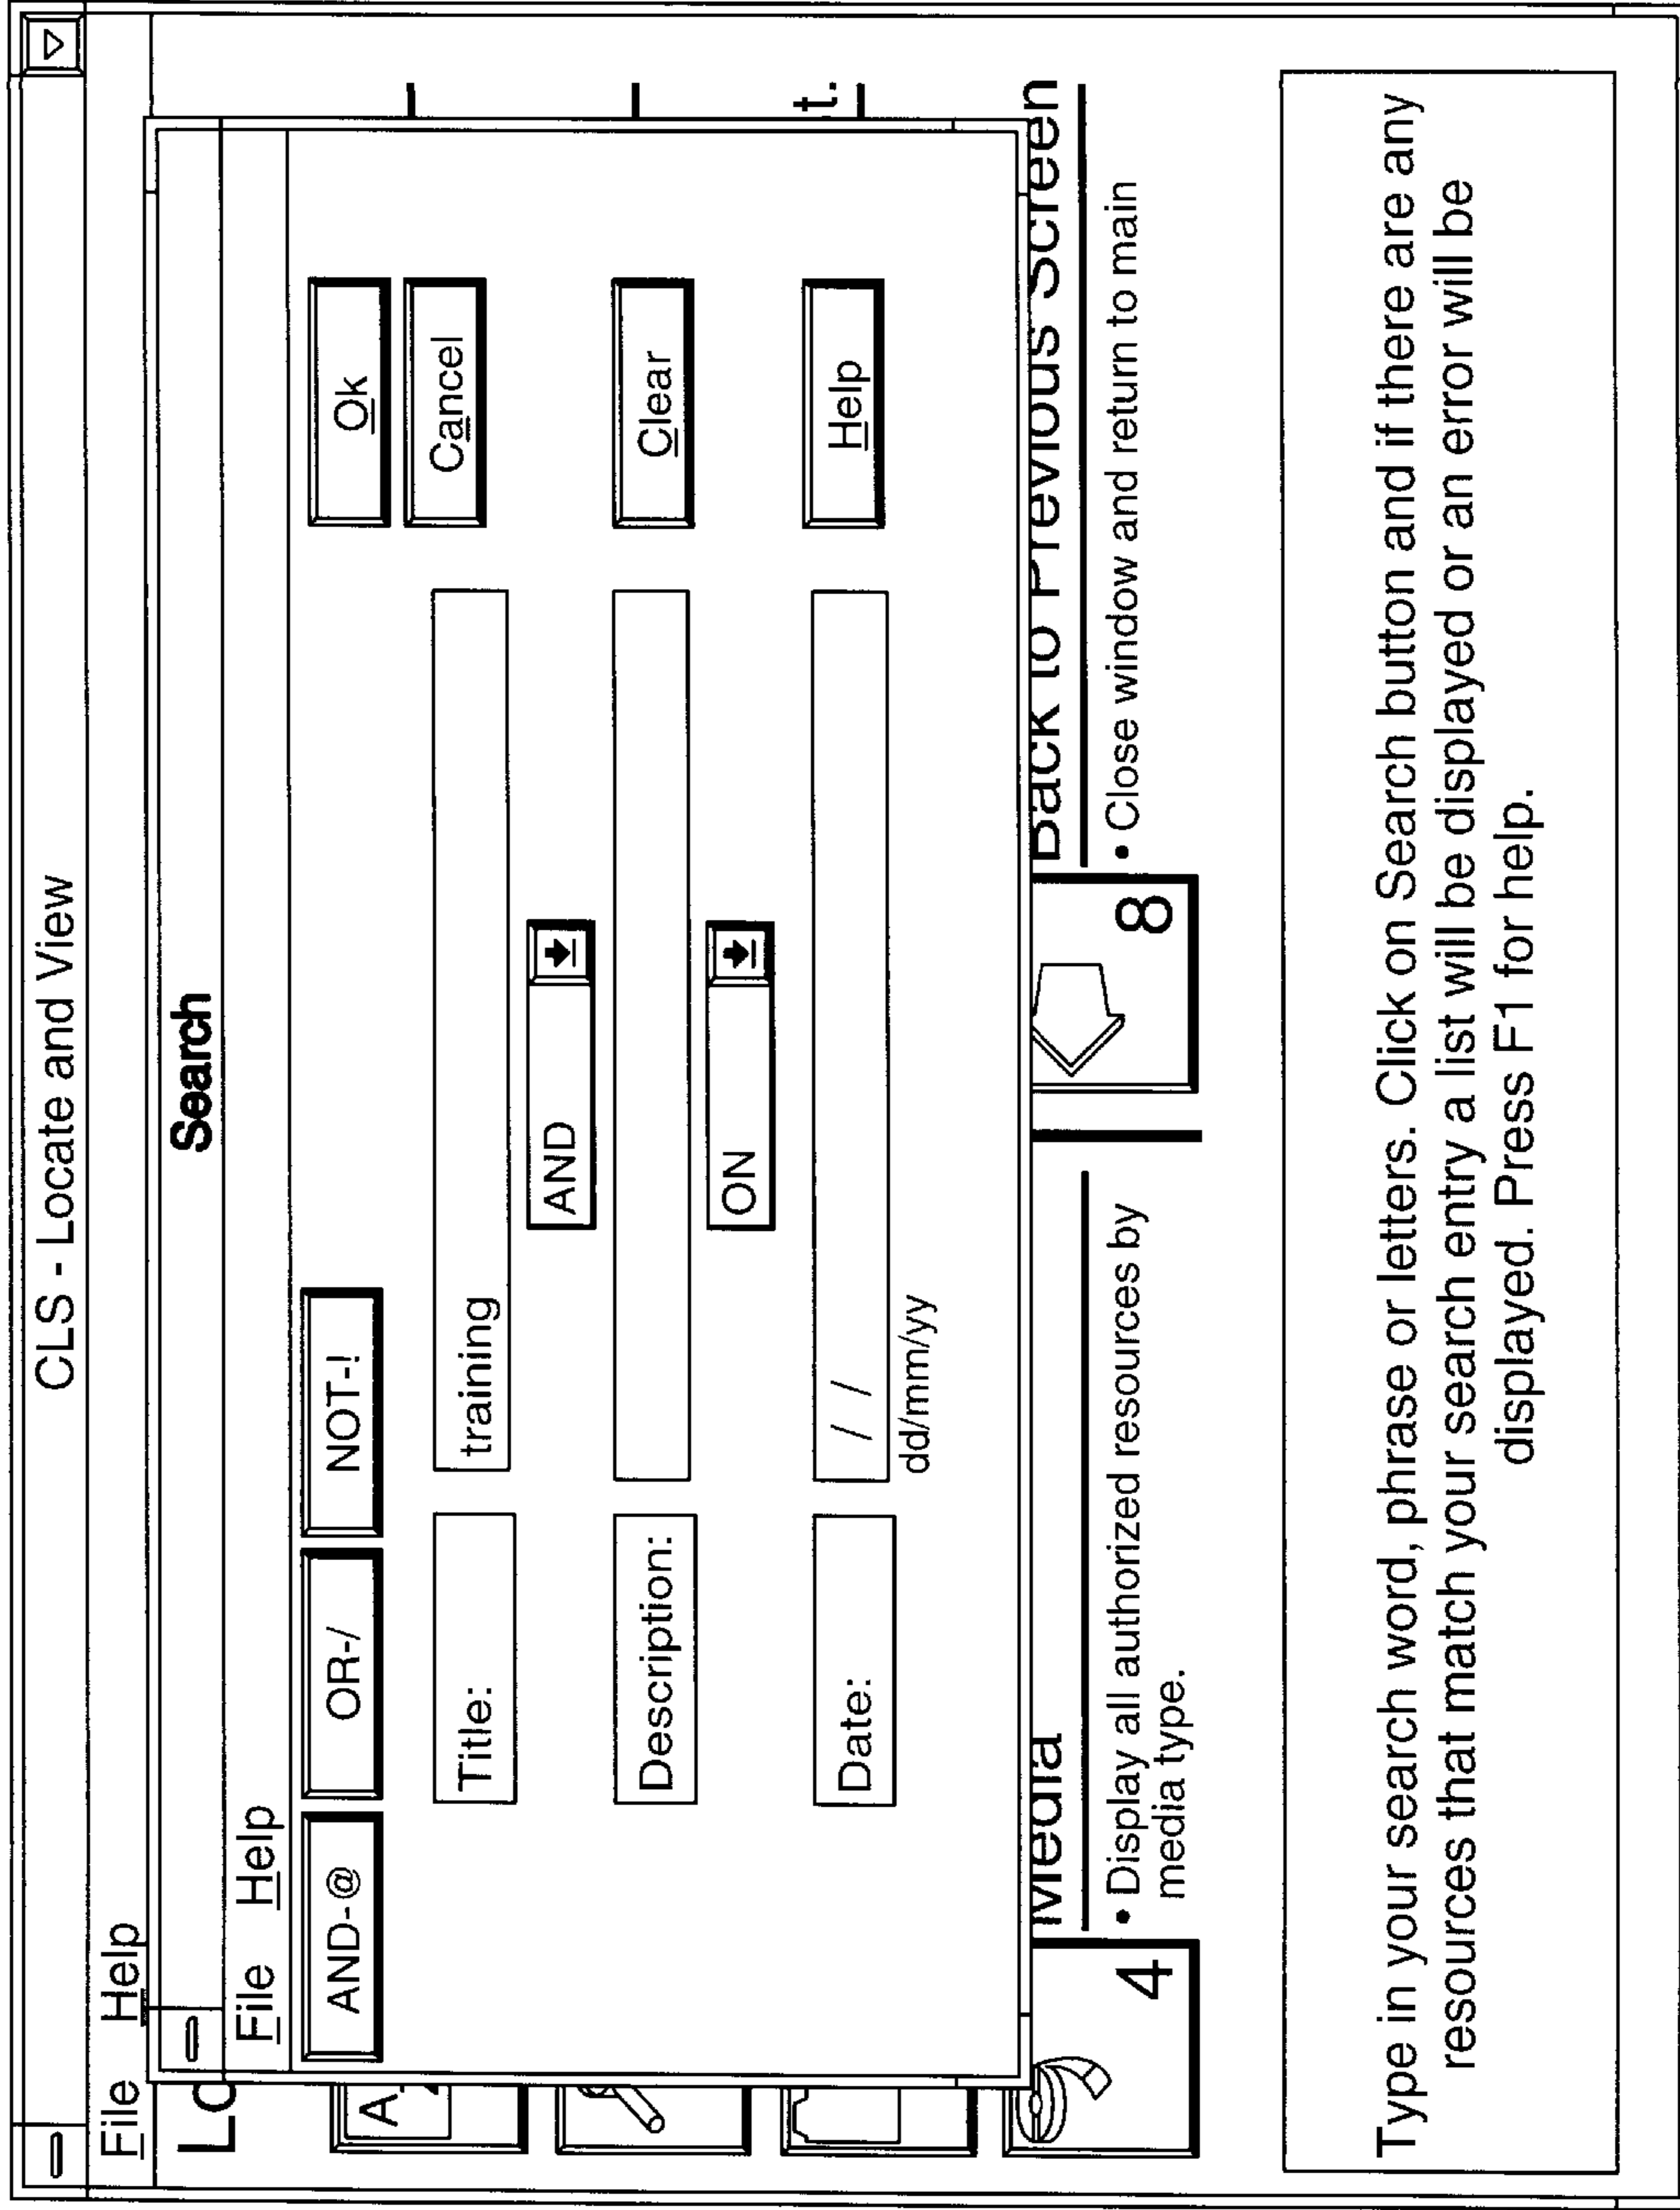 CLS - Locate and View
File Help
Search
File Help
AND-@ OR-/ NOT-!
Ok
Cancel
Title: training
AND
Description:
Clear
ON
Date: / /
Help
dd/mm/yy
t.
Media
Back to Previous Screen
4
• Display all authorized resources by
media type.
8
• Close window and return to main
Type in your search word, phrase or letters. Click on Search button and if there are any
resources that match your search entry a list will be displayed or an error will be
displayed. Press F1 for help.